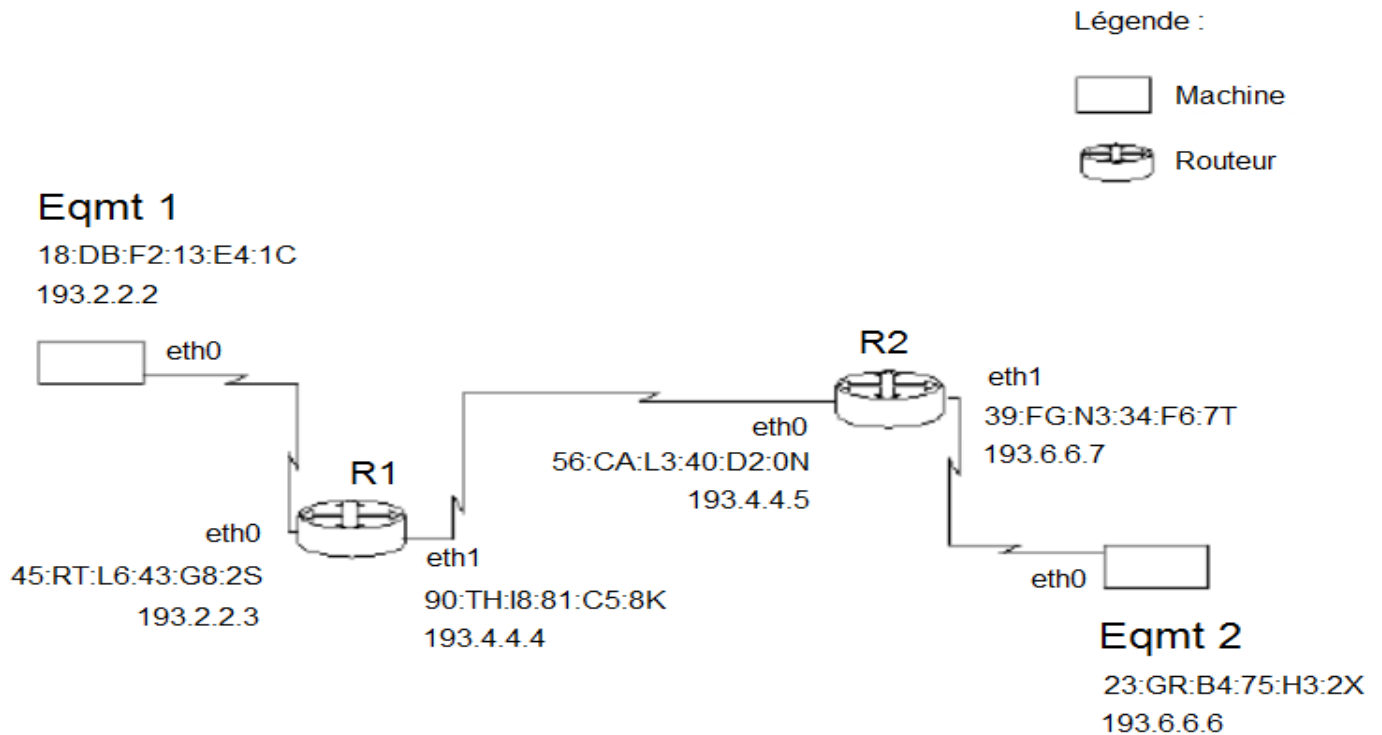 Légende :
Machine
Routeur
Eqmt 1
18:DB:F2:13:E4:1C
193.2.2.2
eth0
R1
eth0
45:RT:L6:43:G8:2S
193.2.2.3
eth1
90:TH:I8:81:C5:8K
193.4.4.4
R2
eth0
56:CA:L3:40:D2:0N
193.4.4.5
eth1
39:FG:N3:34:F6:7T
193.6.6.7
eth0
Eqmt 2
23:GR:B4:75:H3:2X
193.6.6.6